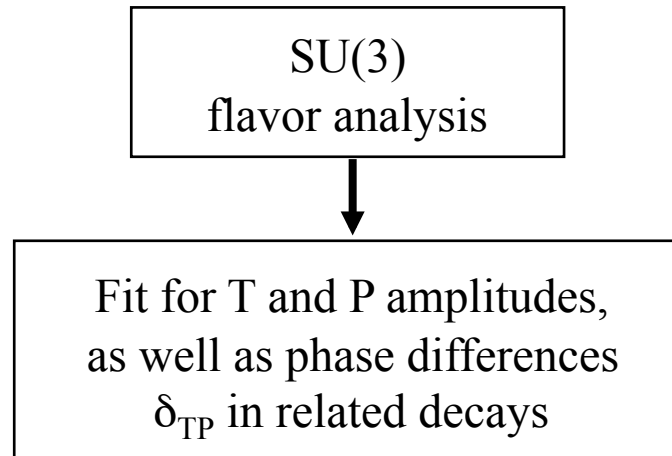 SU(3)
flavor analysis
Fit for T and P amplitudes,
as well as phase differences
δTP in related decays